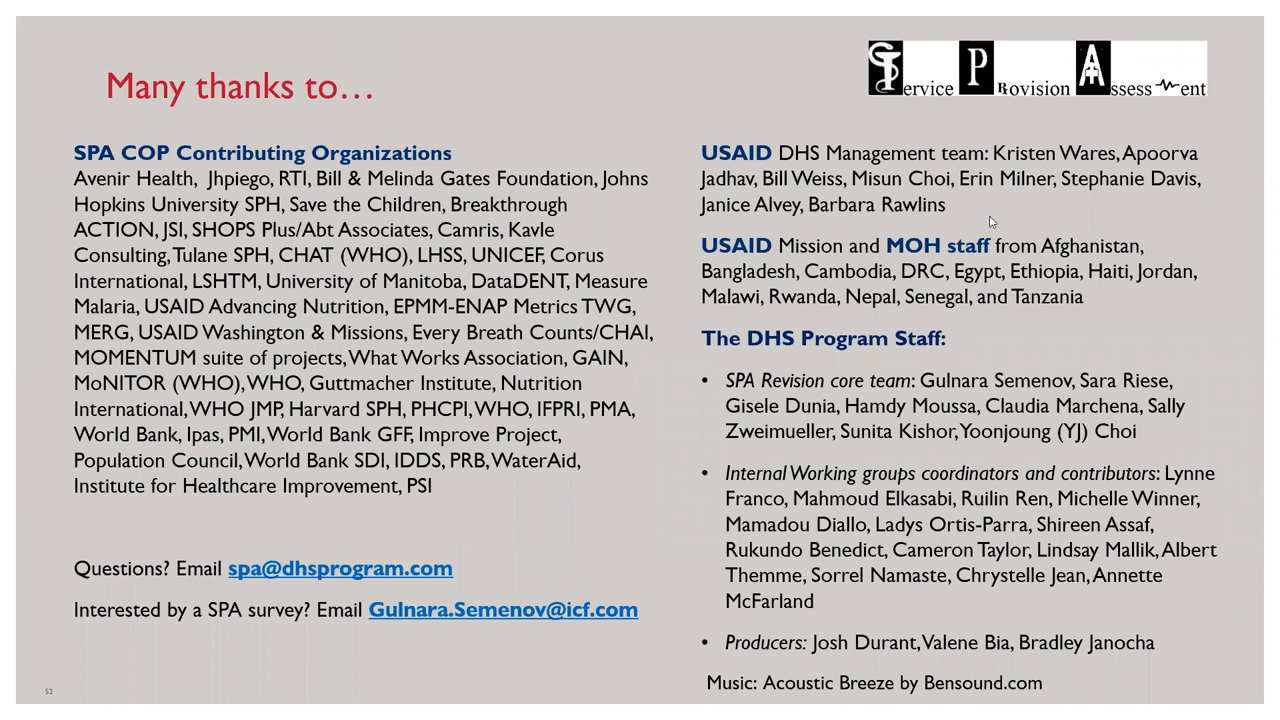 Many thanks to…
Service PRovision Assessment
SPA COP Contributing Organizations
Avenir Health, Jhpiego, RTI, Bill & Melinda Gates Foundation, Johns
Hopkins University SPH, Save the Children, Breakthrough
ACTION, JSI, SHOPS Plus/Abt Associates, Camris, Kavle
Consulting, Tulane SPH, CHAT (WHO), LHSS, UNICEF, Corus
International, LSHTM, University of Manitoba, DataDENT, Measure
Malaria, USAID Advancing Nutrition, EPMM-ENAP Metrics TWG,
MERG, USAID Washington & Missions, Every Breath Counts/CHAI,
MOMENTUM suite of projects, What Works Association, GAIN,
MoNITOR (WHO), WHO, Guttmacher Institute, Nutrition
International, WHO JMP, Harvard SPH, PHCPI, WHO, IFPRI, PMA,
World Bank, Ipas, PMI, World Bank GFF, Improve Project,
Population Council, World Bank SDI, IDDS, PRB, WaterAid,
Institute for Healthcare Improvement, PSI
Questions? Email spa@dhsprogram.com
Interested by a SPA survey? Email Gulnara.Semenov@icf.com
USAID DHS Management team: Kristen Wares, Apoorva
Jadhav, Bill Weiss, Misun Choi, Erin Milner, Stephanie Davis,
Janice Alvey, Barbara Rawlins
USAID Mission and MOH staff from Afghanistan,
Bangladesh, Cambodia, DRC, Egypt, Ethiopia, Haiti, Jordan,
Malawi, Rwanda, Nepal, Senegal, and Tanzania
The DHS Program Staff:
• SPA Revision core team: Gulnara Semenov, Sara Riese,
Gisele Dunia, Hamdy Moussa, Claudia Marchena, Sally
Zweimueller, Sunita Kishor, Yoonjoung (YJ) Choi
• Internal Working groups coordinators and contributors: Lynne
Franco, Mahmoud Elkasabi, Ruilin Ren, Michelle Winner,
Mamadou Diallo, Ladys Ortis-Parra, Shireen Assaf,
Rukundo Benedict, Cameron Taylor, Lindsay Mallik, Albert
Themme, Sorrel Namaste, Chrystelle Jean, Annette
McFarland
• Producers: Josh Durant, Valene Bia, Bradley Janocha
Music: Acoustic Breeze by Bensound.com
52